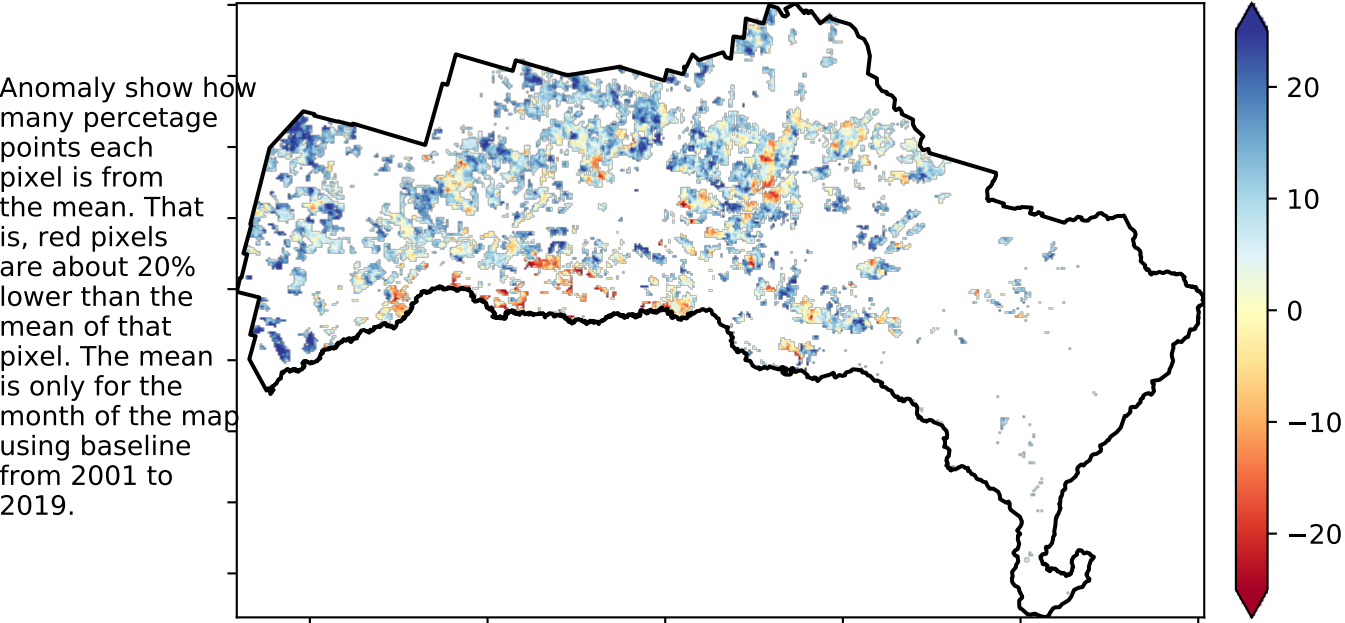 Anomaly show how
many percetage
points each
pixel is from
the mean. That
is, red pixels
are about 20%
lower than the
mean of that
pixel. The mean
is only for the
month of the map
using baseline
from 2001 to
2019.
20
10
0
−10
−20